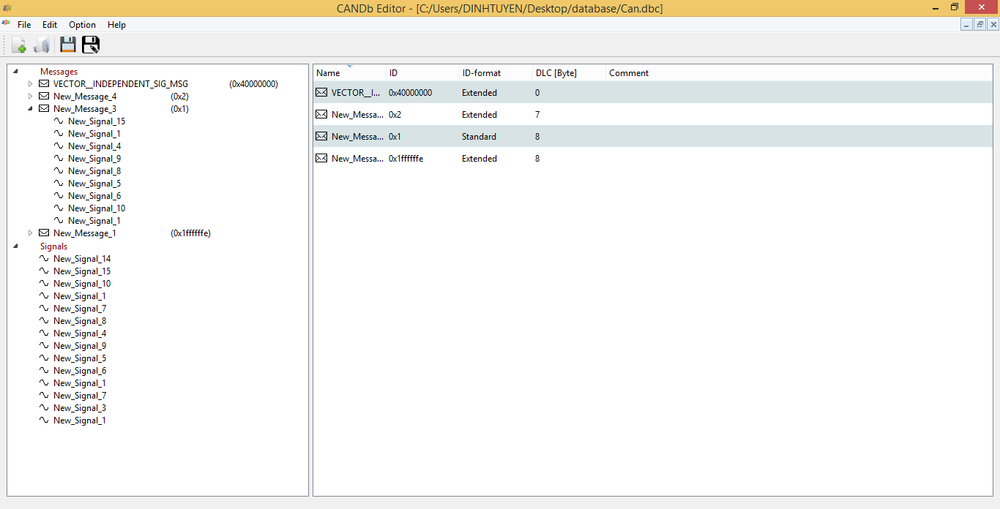 CANDb Editor - [C:/Users/DINHTUYEN/Desktop/database/Can.dbc]
File Edit Option Help
Messages
VECTOR__INDEPENDENT_SIG_MSG (0x40000000)
New_Message_4 (0x2)
New_Message_3 (0x1)
New_Signal_15
New_Signal_1
New_Signal_4
New_Signal_9
New_Signal_8
New_Signal_5
New_Signal_6
New_Signal_10
New_Signal_1
New_Message_1 (0x1ffffffe)
Signals
New_Signal_14
New_Signal_15
New_Signal_10
New_Signal_1
New_Signal_7
New_Signal_8
New_Signal_4
New_Signal_9
New_Signal_5
New_Signal_6
New_Signal_1
New_Signal_7
New_Signal_3
New_Signal_1
Name ID ID-format DLC [Byte] Comment
VECTOR__I... 0x40000000 Extended 0
New_Messa... 0x2 Extended 7
New_Messa... 0x1 Standard 8
New_Messa... 0x1ffffffe Extended 8